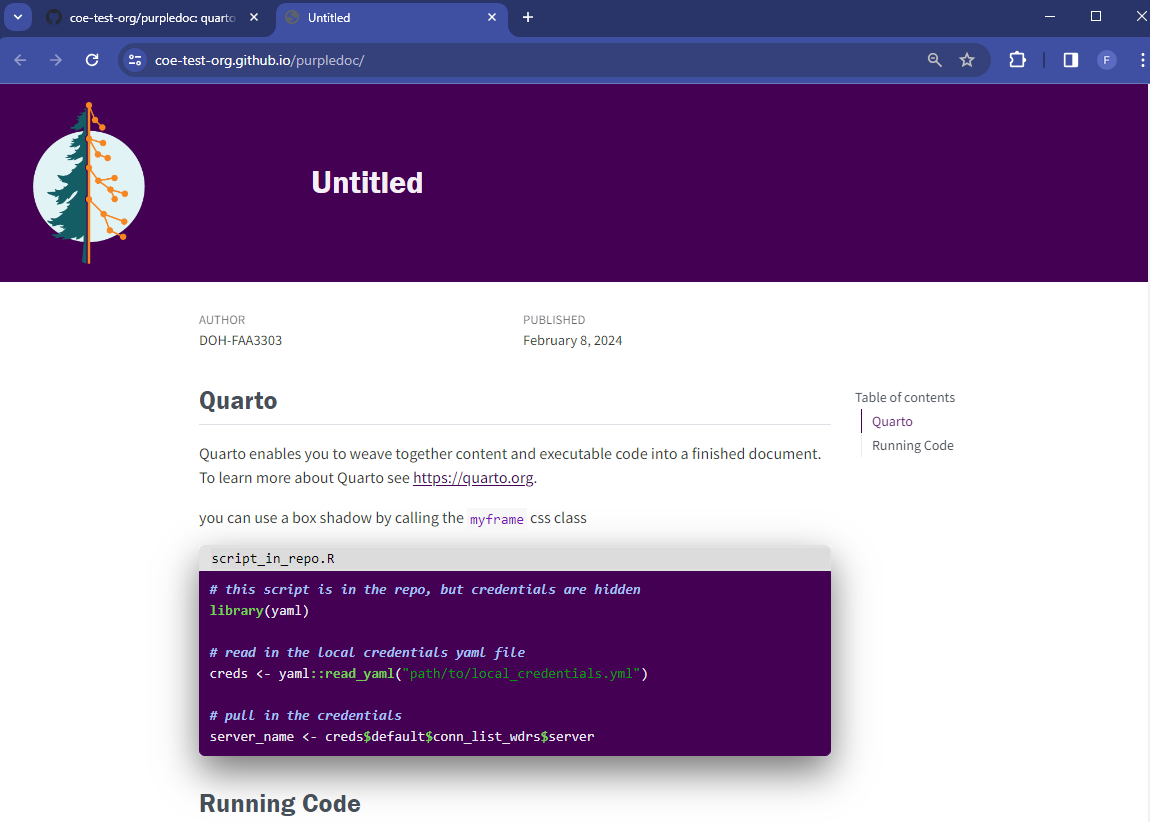 coe-test-org/purpledoc: quarto
Untitled
coe-test-org.github.io/purpledoc/
F
Untitled
AUTHOR
PUBLISHED
DOH-FAA3303
February 8, 2024
Quarto
Table of contents
Quarto
Running Code
Quarto enables you to weave together content and executable code into a finished document.
To learn more about Quarto see https://quarto.org.
you can use a box shadow by calling the myframe css class
script_in_repo.R
# this script is in the repo, but credentials are hidden
library(yaml)
# read in the local credentials yaml file
creds <- yaml::read_yaml("path/to/local_credentials.yml")
# pull in the credentials
server_name <- creds$default$conn_list_wdrs$server
Running Code